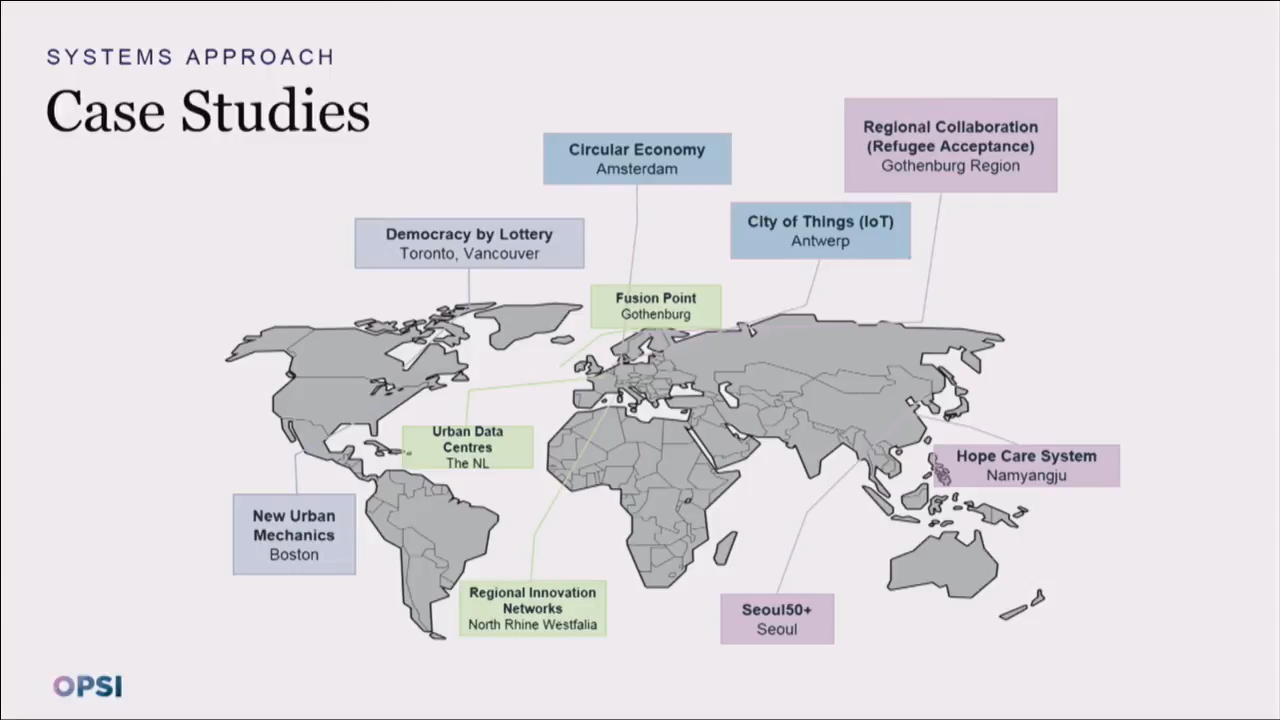 SYSTEMS APPROACH
Case Studies
Regional Collaboration
(Refugee Acceptance)
Gothenburg Region
Circular Economy
Amsterdam
City of Things (IoT)
Antwerp
Democracy by Lottery
Toronto, Vancouver
Fusion Point
Gothenburg
Urban Data
Centres
The NL
Hope Care System
Namyangju
New Urban
Mechanics
Boston
Regional Innovation
Networks
North Rhine Westfalia
Seoul50+
Seoul
OPSI